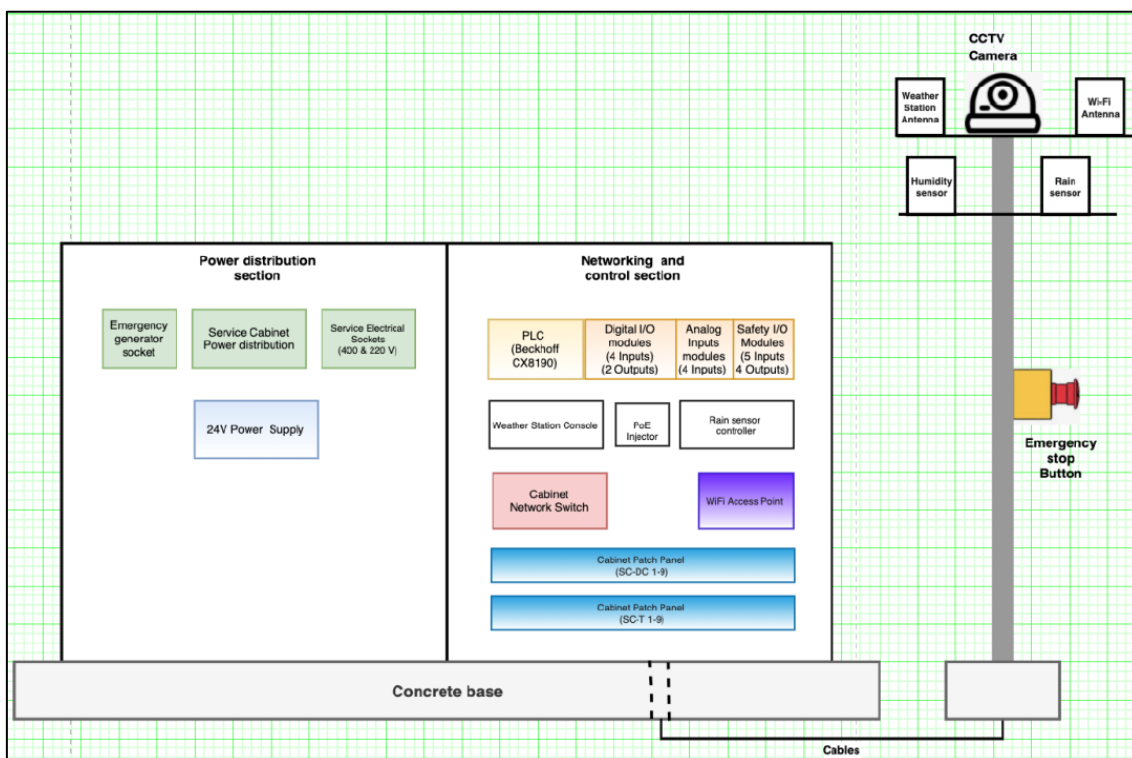 CCTV
Camera
Weather
Station
Antenna
Wi-Fi
Antenna
Humidity
sensor
Rain
sensor
Power distribution
section
Networking and
control section
Emergency
generator
socket
Service Cabinet
Power distribution
Service Electrical
Sockets
(400 & 220 V)
PLC
(Beckhoff
CX8190)
Digital I/O
modules
(4 Inputs)
(2 Outputs)
Analog
Inputs
modules
(4 Inputs)
Safety I/O
Modules
(5 Inputs
4 Outputs)
24V Power Supply
Weather Station Console
PoE
Injector
Rain sensor
controller
Emergency
stop
Button
Cabinet
Network Switch
WiFi Access Point
Cabinet Patch Panel
(SC-DC 1-9)
Cabinet Patch Panel
(SC-T 1-9)
Concrete base
Cables